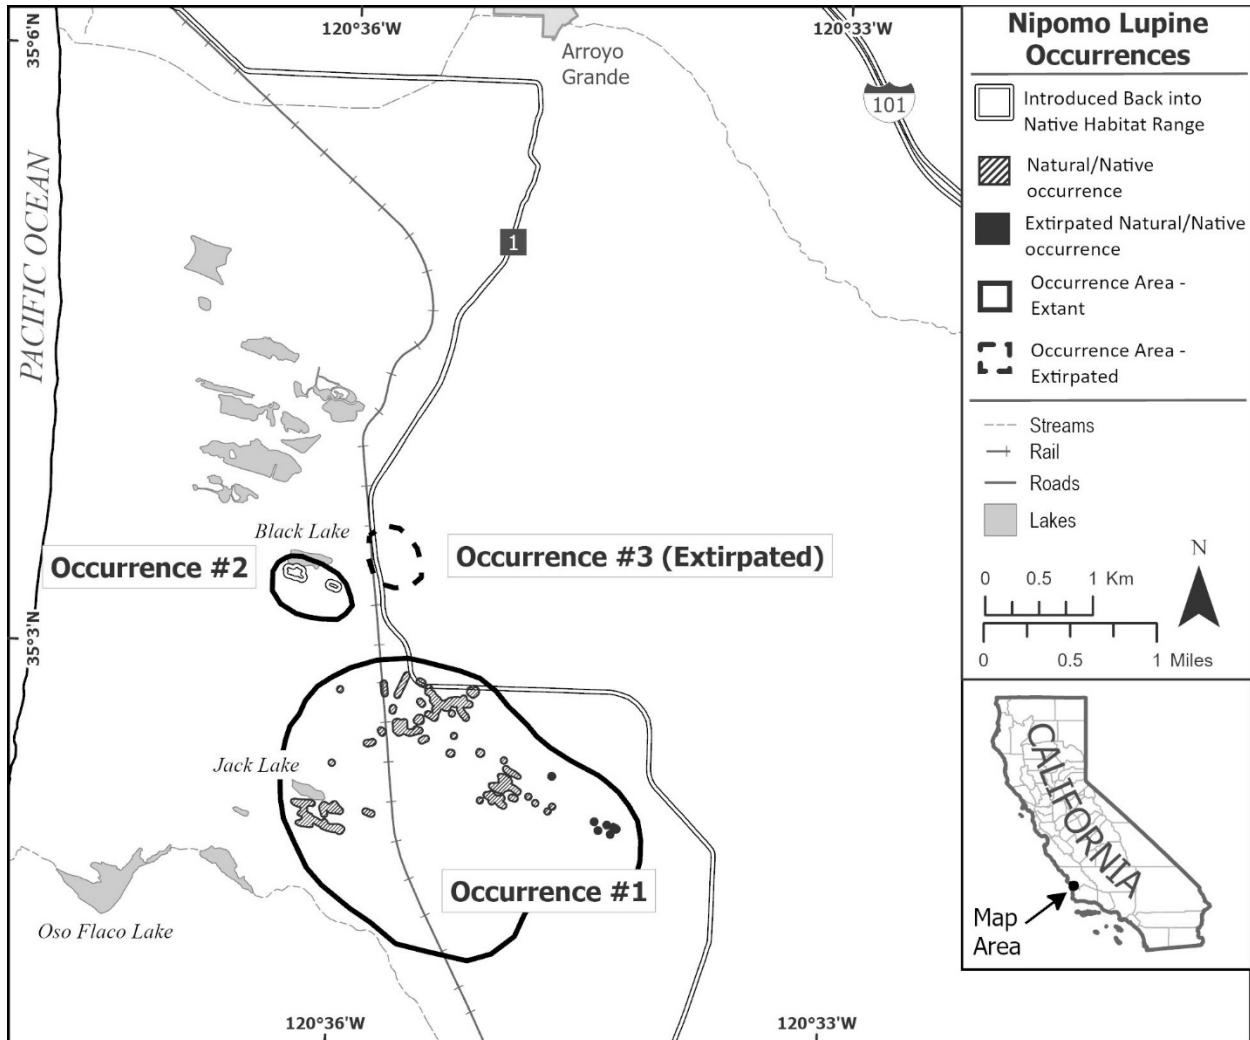 120°36'W
120°33'W
35°6'N
Arroyo
Grande
101
PACIFIC OCEAN
1
Black Lake
Occurrence #2
Occurrence #3 (Extirpated)
35°3'N
Jack Lake
Occurrence #1
Oso Flaco Lake
120°36'W
120°33'W
Nipomo Lupine
Occurrences
Introduced Back into
Native Habitat Range
Natural/Native
occurrence
Extirpated Natural/Native
occurrence
Occurrence Area -
Extant
Occurrence Area -
Extirpated
Streams
Rail
Roads
Lakes
N
0 0.5 1 Km
0 0.5 1 Miles
CALIFORNIA
Map
Area